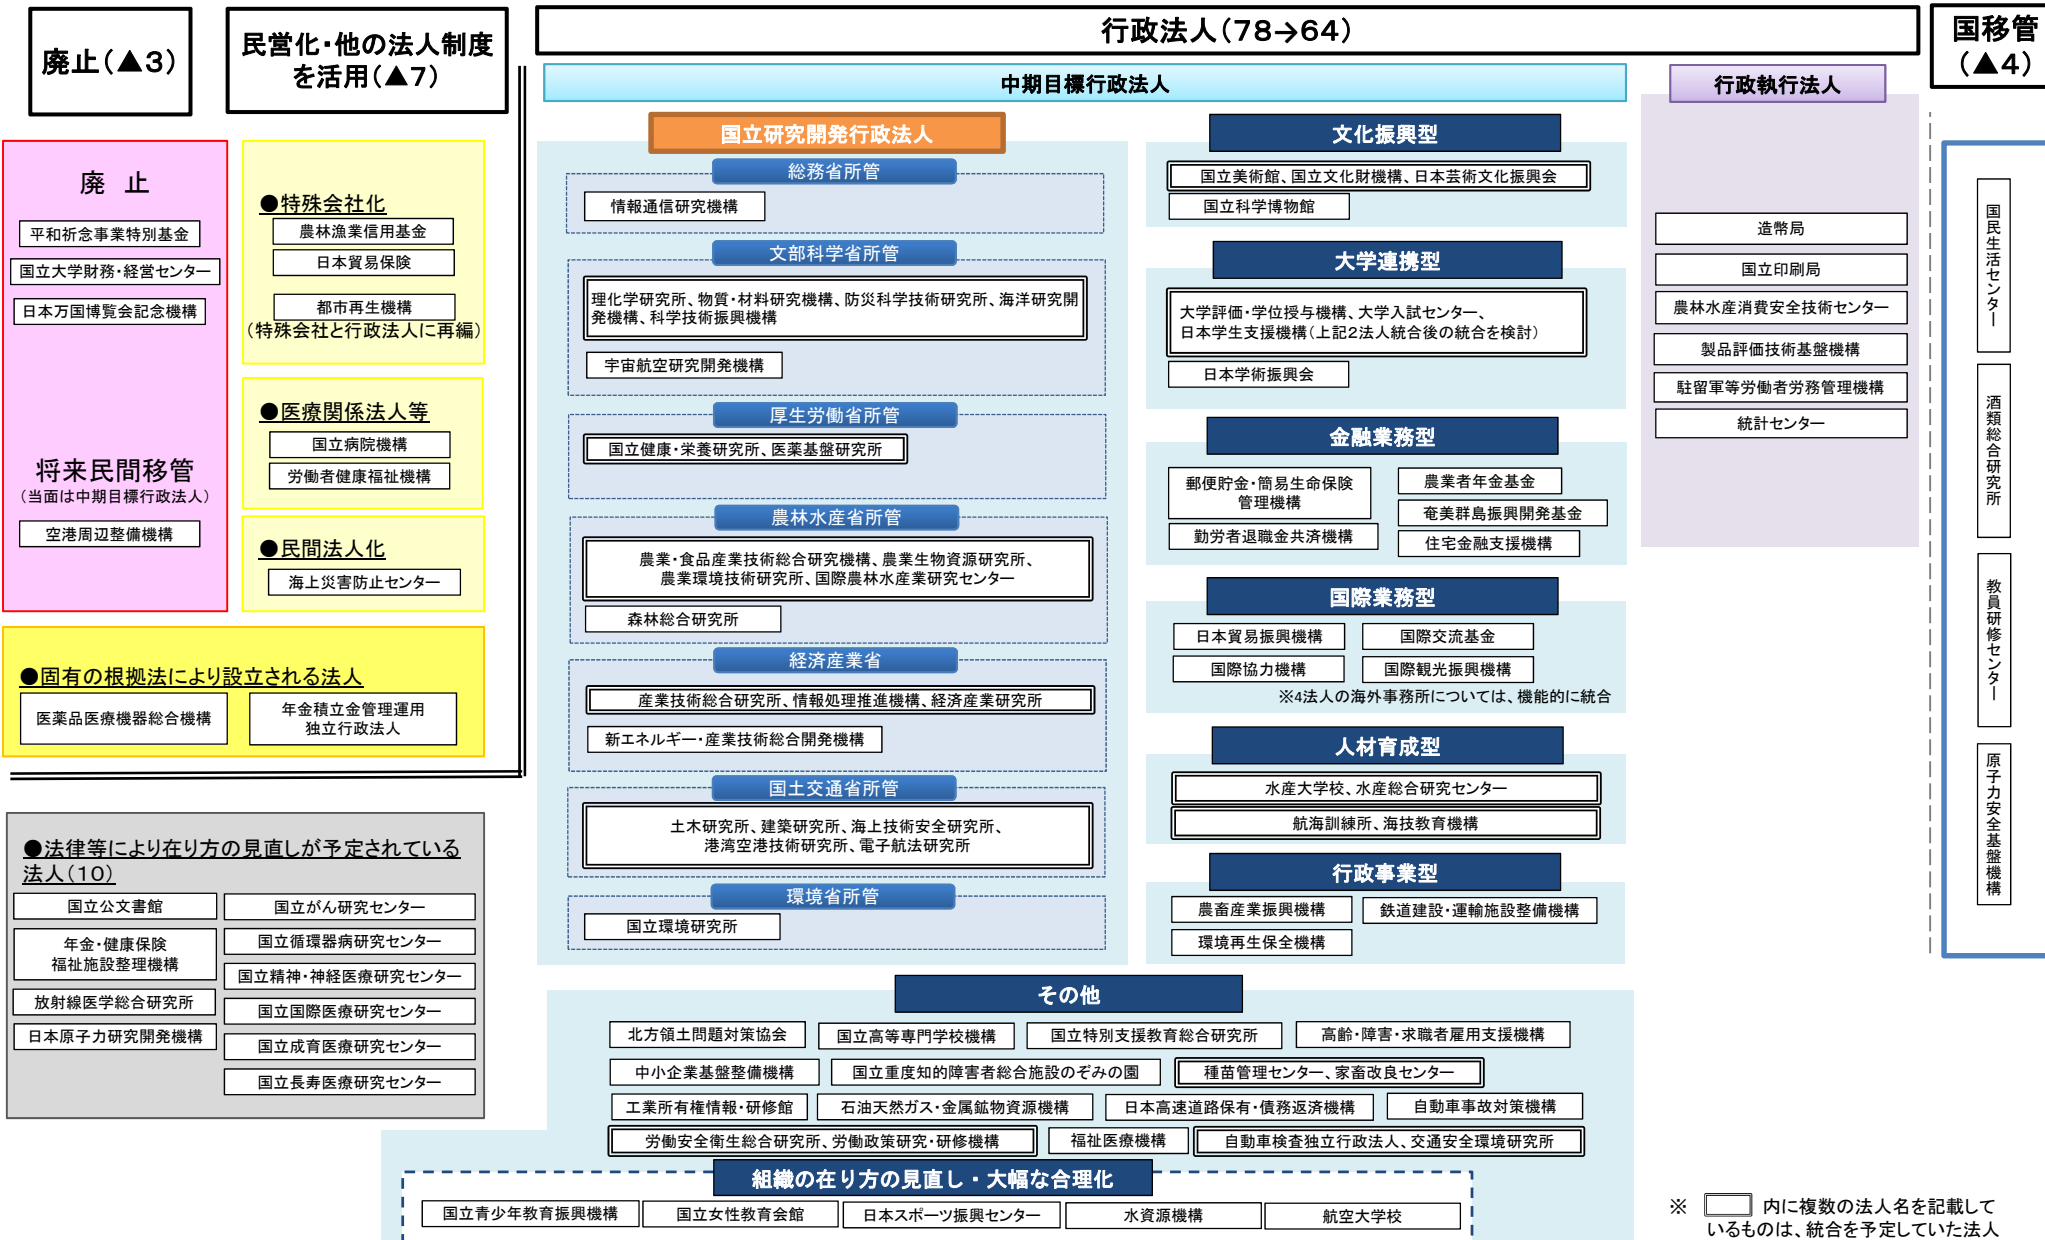 廃止(▲3)
民営化・他の法人制度
を活用(▲7)
行政法人(78→64)
国移管
(▲4)
中期目標行政法人
行政執行法人
廃 止
平和祈念事業特別基金
国立大学財務・経営センター
日本万国博覧会記念機構
将来民間移管
(当面は中期目標行政法人)
空港周辺整備機構
●特殊会社化
農林漁業信用基金
日本貿易保険
都市再生機構
(特殊会社と行政法人に再編)
●医療関係法人等
国立病院機構
労働者健康福祉機構
●民間法人化
海上災害防止センター
●固有の根拠法により設立される法人
医薬品医療機器総合機構
年金積立金管理運用
独立行政法人
●法律等により在り方の見直しが予定されている
法人(10)
国立公文書館
年金・健康保険
福祉施設整理機構
放射線医学総合研究所
日本原子力研究開発機構
国立がん研究センター
国立循環器病研究センター
国立精神・神経医療研究センター
国立国際医療研究センター
国立成育医療研究センター
国立長寿医療研究センター
国立研究開発行政法人
総務省所管
情報通信研究機構
文部科学省所管
理化学研究所、物質・材料研究機構、防災科学技術研究所、海洋研究開
発機構、科学技術振興機構
宇宙航空研究開発機構
厚生労働省所管
国立健康・栄養研究所、医薬基盤研究所
農林水産省所管
農業・食品産業技術総合研究機構、農業生物資源研究所、
農業環境技術研究所、国際農林水産業研究センター
森林総合研究所
経済産業省
産業技術総合研究所、情報処理推進機構、経済産業研究所
新エネルギー・産業技術総合開発機構
国土交通省所管
土木研究所、建築研究所、海上技術安全研究所、
港湾空港技術研究所、電子航法研究所
環境省所管
国立環境研究所
文化振興型
国立美術館、国立文化財機構、日本芸術文化振興会
国立科学博物館
大学連携型
大学評価・学位授与機構、大学入試センター、
日本学生支援機構(上記2法人統合後の統合を検討)
日本学術振興会
金融業務型
郵便貯金・簡易生命保険
管理機構
勤労者退職金共済機構
農業者年金基金
奄美群島振興開発基金
住宅金融支援機構
国際業務型
日本貿易振興機構
国際交流基金
国際協力機構
国際観光振興機構
※4法人の海外事務所については、機能的に統合
人材育成型
水産大学校、水産総合研究センター
航海訓練所、海技教育機構
行政事業型
農畜産業振興機構
鉄道建設・運輸施設整備機構
環境再生保全機構
造幣局
国立印刷局
農林水産消費安全技術センター
製品評価技術基盤機構
駐留軍等労働者労務管理機構
統計センター
国民生活センター
酒類総合研究所
教員研修センター
原子力安全基盤機構
その他
北方領土問題対策協会
国立高等専門学校機構
国立特別支援教育総合研究所
高齢・障害・求職者雇用支援機構
中小企業基盤整備機構
国立重度知的障害者総合施設のぞみの園
種苗管理センター、家畜改良センター
工業所有権情報・研修館
石油天然ガス・金属鉱物資源機構
日本高速道路保有・債務返済機構
自動車事故対策機構
労働安全衛生総合研究所、労働政策研究・研修機構
福祉医療機構
自動車検査独立行政法人、交通安全環境研究所
組織の在り方の見直し・大幅な合理化
国立青少年教育振興機構
国立女性教育会館
日本スポーツ振興センター
水資源機構
航空大学校
※ 内に複数の法人名を記載して
いるものは、統合を予定していた法人